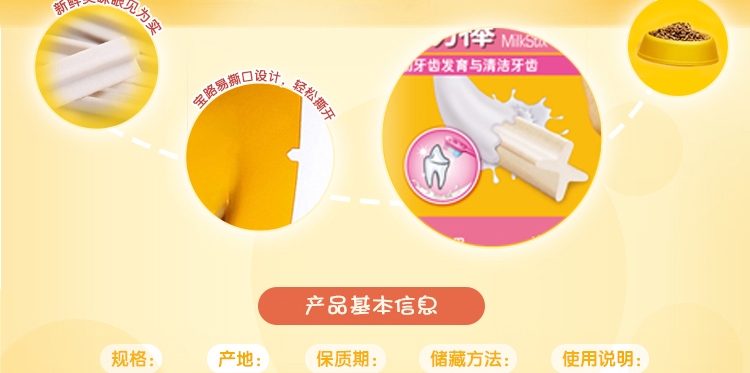 新鲜美味眼见为实
宝路易撕口设计，轻松撕开
棒 MilkStix
牙齿发育与清洁牙齿
产品基本信息
规格： 产地： 保质期： 储藏方法： 使用说明：